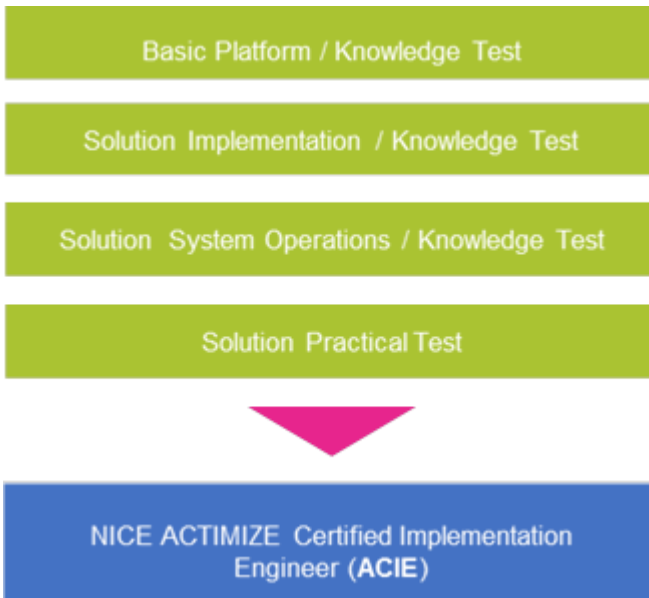 Basic Platform / Knowledge Test
Solution Implementation / Knowledge Test
Solution System Operations / Knowledge Test
Solution Practical Test
NICE ACTIMIZE Certified Implementation
Engineer (ACIE)